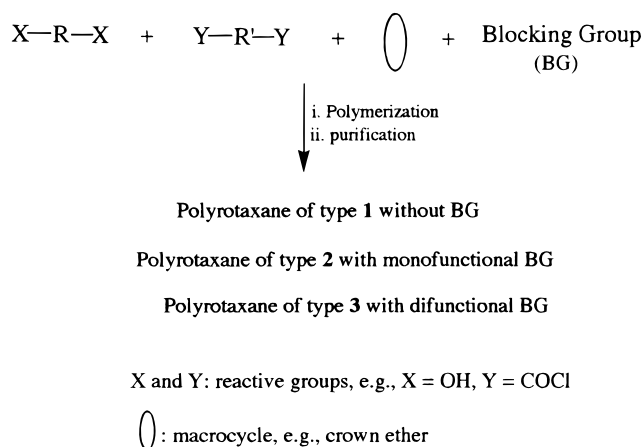 X—R—X + Y—R'—Y + + Blocking Group
(BG)
i. Polymerization
ii. purification
Polyrotaxane of type 1 without BG
Polyrotaxane of type 2 with monofunctional BG
Polyrotaxane of type 3 with difunctional BG
X and Y: reactive groups, e.g., X = OH, Y = COCl
: macrocycle, e.g., crown ether